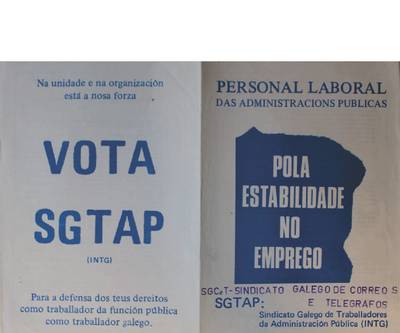 Na unidade e na organización
está a nosa forza
VOTA
SGTAP
(INTG)
Para a defensa dos teus dereitos
como traballador da función pública
como traballador galego.
PERSONAL LABORAL
DAS ADMINISTRACIONS PUBLICAS
POLA
ESTABILIDADE
NO
EMPREGO
SGCeT-SINDICATO GALEGO DE CORREOS
E TELEGRAFOS
SGTAP:
Sindicato Galego de Traballadores
da Administración Pública (INTG)